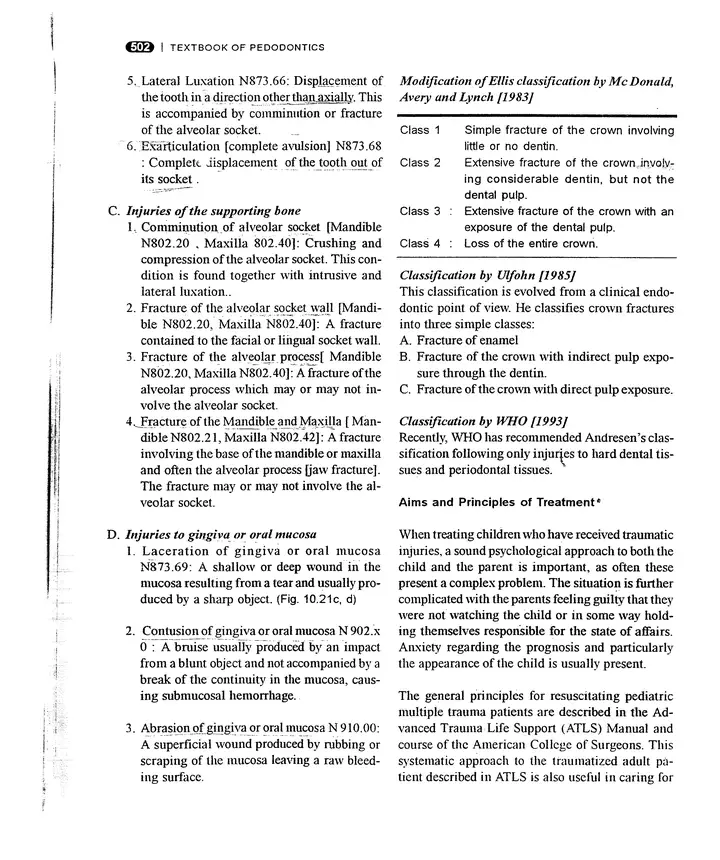 502 | TEXTBOOK OF PEDODONTICS
5. Lateral Luxation N873.66: Displacement of
the tooth in a direction other than axially. This
is accompanied by comminution or fracture
of the alveolar socket.
6. Exarticulation [complete avulsion] N873.68
: Complete displacement of the tooth out of
its socket .
C. Injuries of the supporting bone
1. Comminution of alveolar socket [Mandible
N802.20 , Maxilla 802.40]: Crushing and
compression of the alveolar socket. This con-
dition is found together with intrusive and
lateral luxation..
2. Fracture of the alveolar socket wall [Mandi-
ble N802.20, Maxilla N802.40]: A fracture
contained to the facial or lingual socket wall.
3. Fracture of the alveolar process[ Mandible
N802.20, Maxilla N802.40]: A fracture of the
alveolar process which may or may not in-
volve the alveolar socket.
4. Fracture of the Mandible and Maxilla [ Man-
dible N802.21, Maxilla N802.42]: A fracture
involving the base of the mandible or maxilla
and often the alveolar process [jaw fracture].
The fracture may or may not involve the al-
veolar socket.
D. Injuries to gingiva or oral mucosa
1. Laceration of gingiva or oral mucosa
N873.69: A shallow or deep wound in the
mucosa resulting from a tear and usually pro-
duced by a sharp object. (Fig. 10.21c, d)
2. Contusion of gingiva or oral mucosa N 902.x
0 : A bruise usually produced by an impact
from a blunt object and not accompanied by a
break of the continuity in the mucosa, caus-
ing submucosal hemorrhage.
3. Abrasion of gingiva or oral mucosa N 910.00:
A superficial wound produced by rubbing or
scraping of the mucosa leaving a raw bleed-
ing surface.
Modification of Ellis classification by Mc Donald,
Avery and Lynch [1983]
Class 1 Simple fracture of the crown involving
little or no dentin.
Class 2 Extensive fracture of the crown involv-
ing considerable dentin, but not the
dental pulp.
Class 3 : Extensive fracture of the crown with an
exposure of the dental pulp.
Class 4 : Loss of the entire crown.
Classification by Ulfohn [1985]
This classification is evolved from a clinical endo-
dontic point of view. He classifies crown fractures
into three simple classes:
A. Fracture of enamel
B. Fracture of the crown with indirect pulp expo-
sure through the dentin.
C. Fracture of the crown with direct pulp exposure.
Classification by WHO [1993]
Recently, WHO has recommended Andresen's clas-
sification following only injuries to hard dental tis-
sues and periodontal tissues.
Aims and Principles of Treatment
When treating children who have received traumatic
injuries, a sound psychological approach to both the
child and the parent is important, as often these
present a complex problem. The situation is further
complicated with the parents feeling guilty that they
were not watching the child or in some way hold-
ing themselves responsible for the state of affairs.
Anxiety regarding the prognosis and particularly
the appearance of the child is usually present.
The general principles for resuscitating pediatric
multiple trauma patients are described in the Ad-
vanced Trauma Life Support (ATLS) Manual and
course of the American College of Surgeons. This
systematic approach to the traumatized adult pa-
tient described in ATLS is also useful in caring for